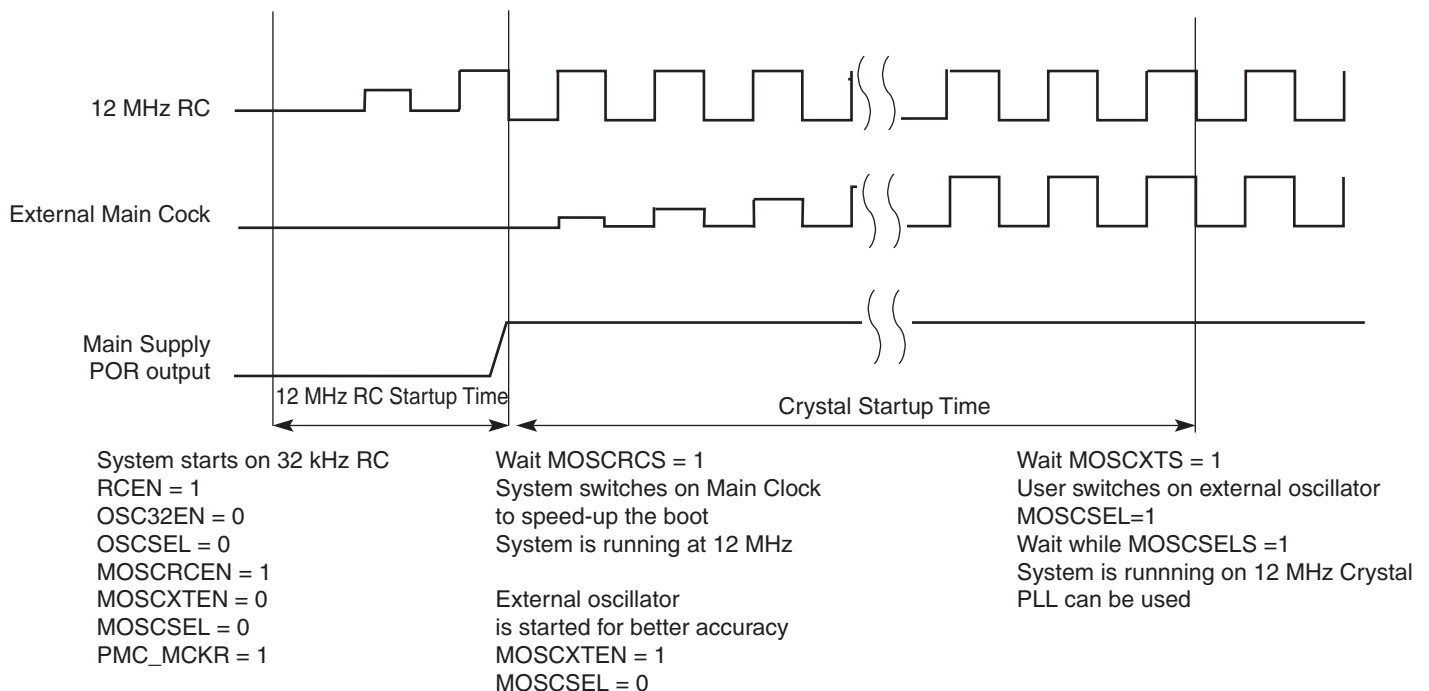 12 MHz RC
External Main Cock
Main Supply
POR output
12 MHz RC Startup Time
Crystal Startup Time
System starts on 32 kHz RC
RCEN = 1
OSC32EN = 0
OSCSEL = 0
MOSCRCEN = 1
MOSCXTEN = 0
MOSCSEL = 0
PMC_MCKR = 1
Wait MOSCRCS = 1
System switches on Main Clock
to speed-up the boot
System is running at 12 MHz
External oscillator
is started for better accuracy
MOSCXTEN = 1
MOSCSEL = 0
Wait MOSCXTS = 1
User switches on external oscillator
MOSCSEL=1
Wait while MOSCSELS =1
System is runnning on 12 MHz Crystal
PLL can be used